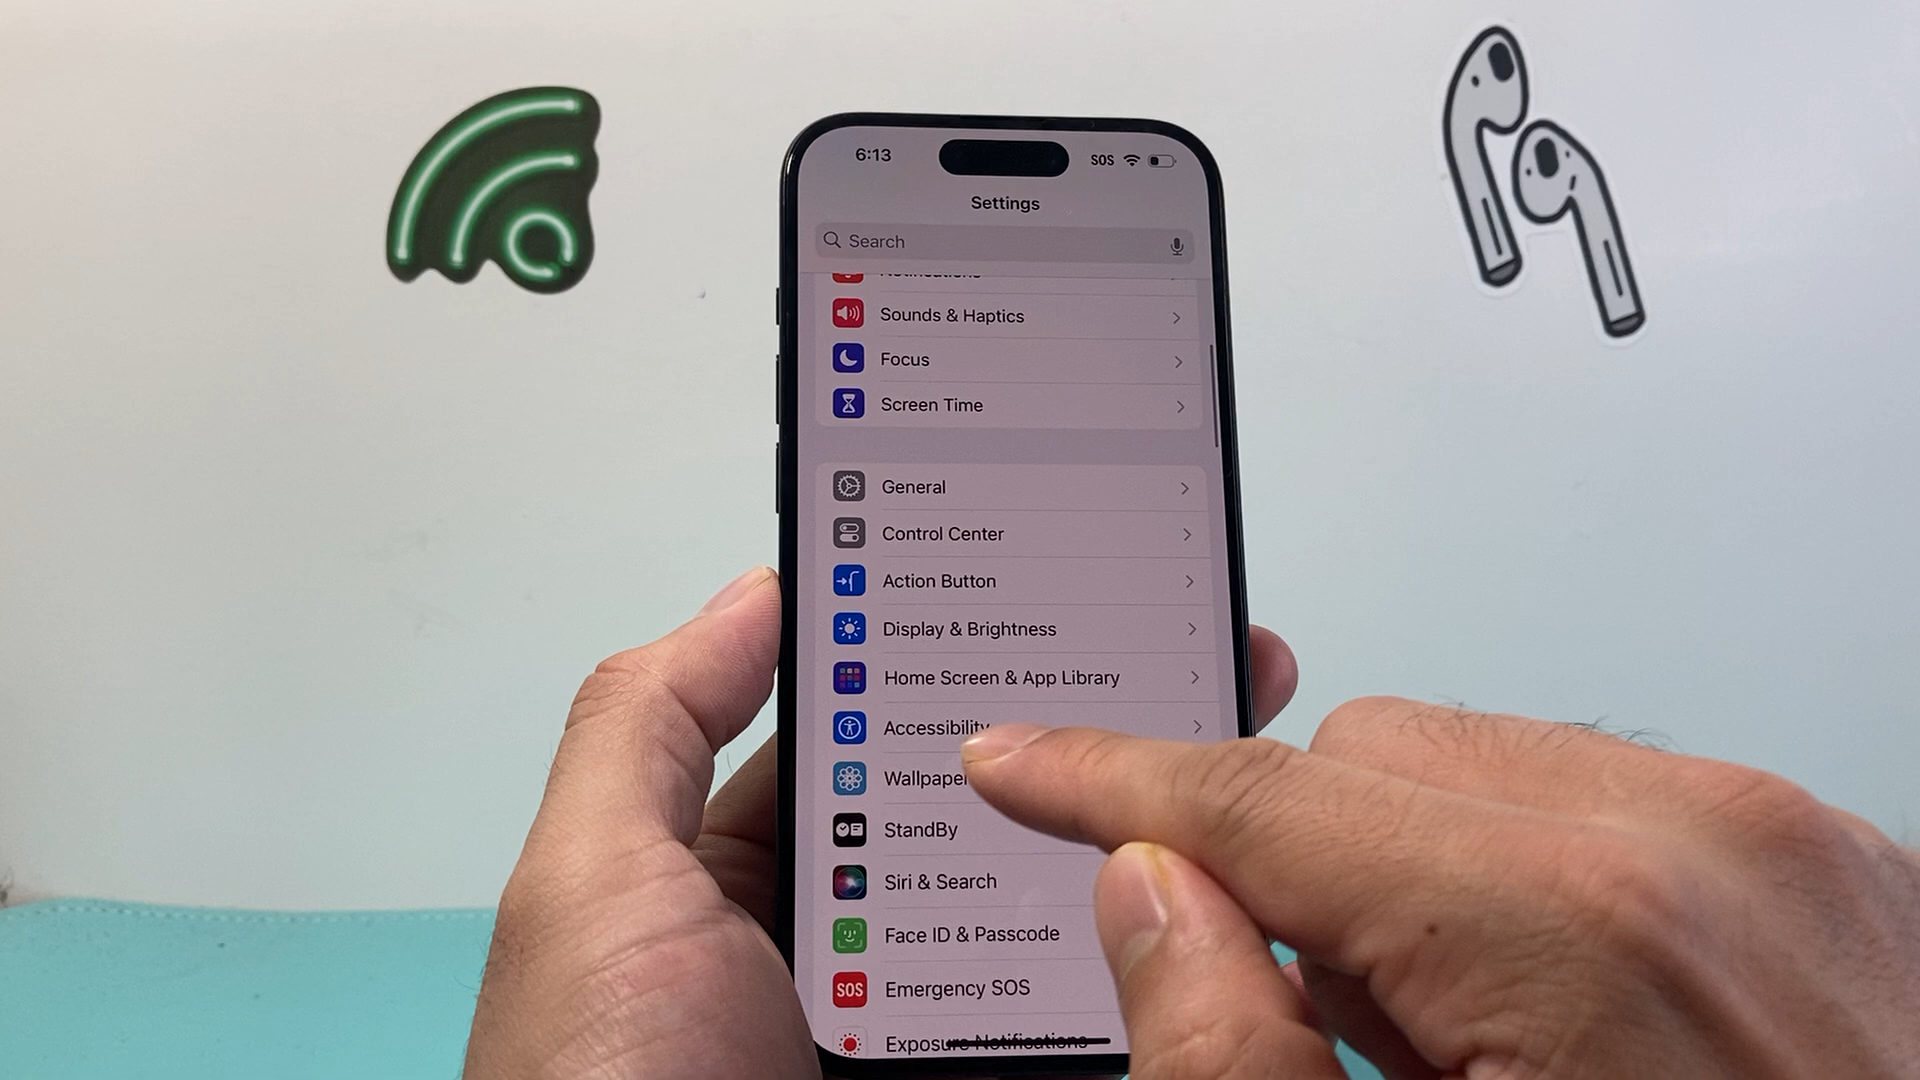 6:13
SOS
Settings
Search
Notifications
Sounds & Haptics
Focus
Screen Time
General
Control Center
Action Button
Display & Brightness
Home Screen & App Library
Accessibility
Wallpaper
StandBy
Siri & Search
Face ID & Passcode
SOS Emergency SOS
Exposure Notifications